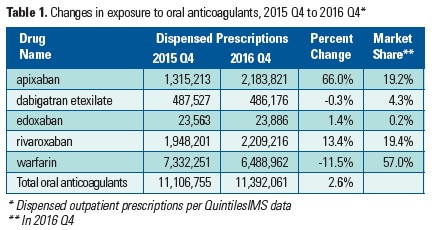 Table 1. Changes in exposure to oral anticoagulants, 2015 Q4 to 2016 Q4*
Drug Name Dispensed Prescriptions Percent Change Market Share**
2015 Q4 2016 Q4
apixaban 1,315,213 2,183,821 66.0% 19.2%
dabigatran etexilate 487,527 486,176 -0.3% 4.3%
edoxaban 23,563 23,886 1.4% 0.2%
rivaroxaban 1,948,201 2,209,216 13.4% 19.4%
warfarin 7,332,251 6,488,962 -11.5% 57.0%
Total oral anticoagulants 11,106,755 11,392,061 2.6%
* Dispensed outpatient prescriptions per QuintilesIMS data
** In 2016 Q4